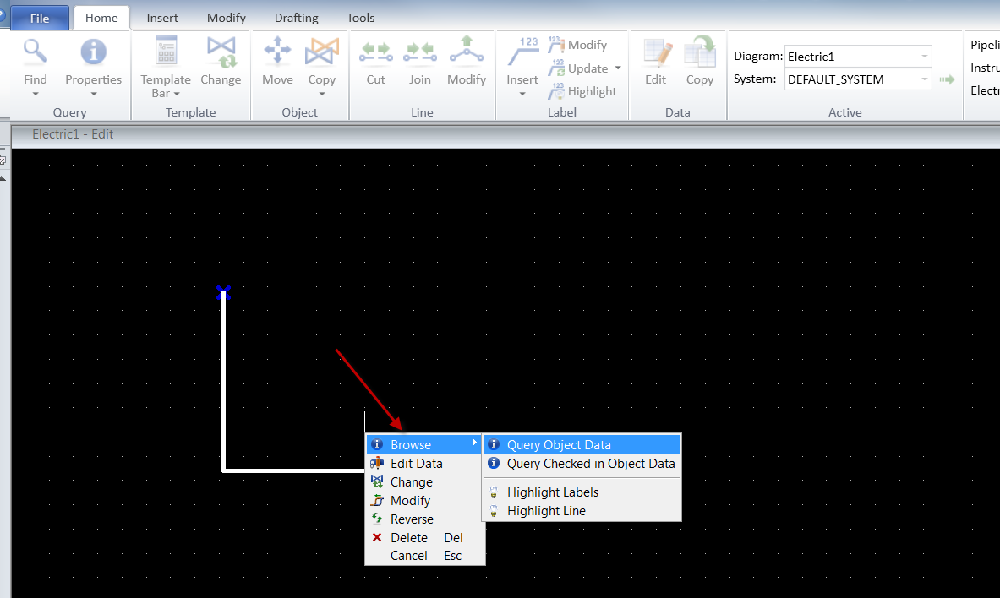 File Home Insert Modify Drafting Tools
Find Properties Template Bar Change Move Copy Cut Join Modify Insert Edit Copy
Modify
Update
Highlight
Diagram: Electric1
System: DEFAULT_SYSTEM
Query Template Object Line Label Data Active
Electric1 - Edit
Browse
Edit Data
Change
Modify
Reverse
Delete Del
Cancel Esc
Query Object Data
Query Checked in Object Data
Highlight Labels
Highlight Line